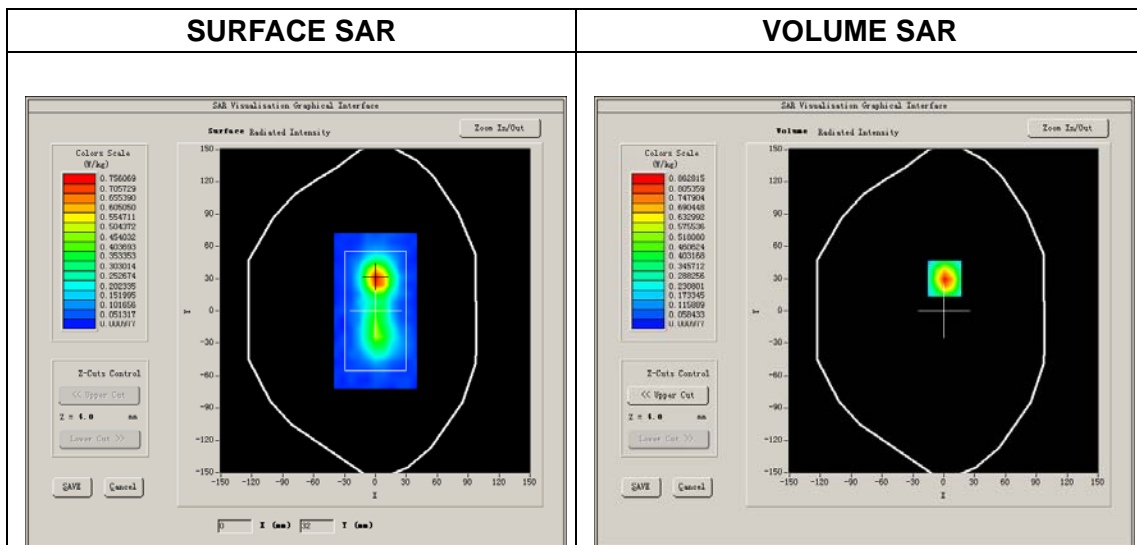 SURFACE SAR
VOLUME SAR
SAR Visualisation Graphical Interface
Surface Radiated Intensity
Zoom In/Out
Colors Scale
(W/kg)
0.756069
0.705729
0.655390
0.605050
0.554711
0.504372
0.454032
0.403693
0.353353
0.303014
0.252674
0.202335
0.151995
0.101656
0.051317
0.000977
Z-Cuts Control
<< Upper Cut
Z = 4.0 mm
Lower Cut >>
SAVE
Cancel
150
120
90
60
30
0
-30
-60
-90
-120
-150
Y
-150 -120 -90 -60 -30 0 30 60 90 120 150
X
0 X (mm) 32 Y (mm)
SAR Visualisation Graphical Interface
Volume Radiated Intensity
Zoom In/Out
Colors Scale
(W/kg)
0.862815
0.805359
0.747904
0.690448
0.632992
0.575536
0.518080
0.460624
0.403168
0.345712
0.288256
0.230801
0.173345
0.115889
0.058433
0.000977
Z-Cuts Control
<< Upper Cut
Z = 4.0 mm
Lower Cut >>
SAVE
Cancel
150
120
90
60
30
0
-30
-60
-90
-120
-150
Y
-150 -120 -90 -60 -30 0 30 60 90 120 150
X